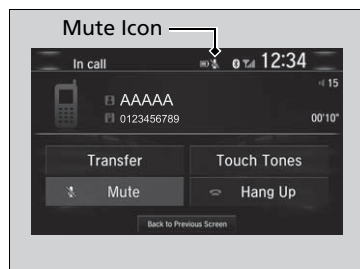 Mute Icon
In call 12:34
15
AAAAA
0123456789 00'10"
Transfer Touch Tones
Mute Hang Up
Back to Previous Screen